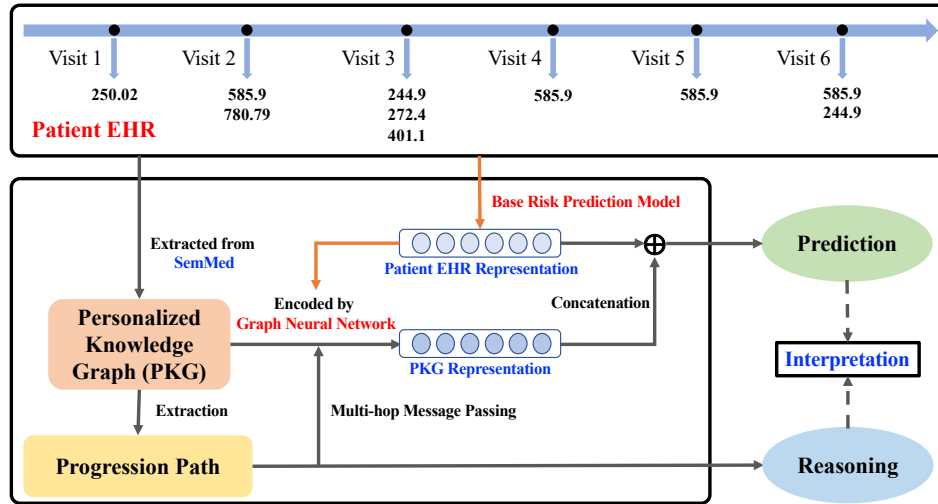 Visit 1
Visit 2
Visit 3
Visit 4
Visit 5
Visit 6
250.02
585.9
780.79
244.9
272.4
401.1
585.9
585.9
585.9
244.9
Patient EHR
Base Risk Prediction Model
Extracted from
SemMed
Patient EHR Representation
Prediction
Encoded by
Graph Neural Network
Concatenation
Personalized
Knowledge
Graph (PKG)
PKG Representation
Interpretation
Extraction
Multi-hop Message Passing
Progression Path
Reasoning